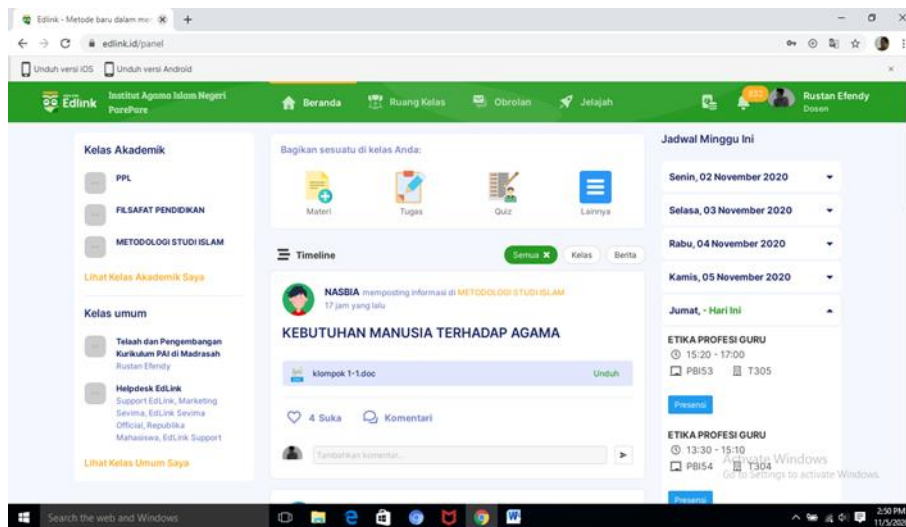 Edlink - Metode baru dalam men
edlink.id/panel
Unduh versi iOS
Unduh versi Android
Edlink
Institut Agama Islam Negeri
ParePare
Beranda
Ruang Kelas
Obrolan
Jelajah
Rustan Efendy
Dosen
Kelas Akademik
PPL
FILSAFAT PENDIDIKAN
METODOLOGI STUDI ISLAM
Lihat Kelas Akademik Saya
Kelas umum
Telaah dan Pengembangan
Kurikulum PAI di Madrasah
Rustan Efendy
Helpdesk EdLink
Support EdLink, Marketing
Sevima, EdLink Sevima
Official, Republika
Mahasiswa, EdLink Support
Lihat Kelas Umum Saya
Bagikan sesuatu di kelas Anda:
Materi
Tugas
Quiz
Lainnya
Timeline
Semua
Kelas
Berita
NASBIA memposting informasi di METODOLOGI STUDI ISLAM
17 jam yang lalu
KEBUTUHAN MANUSIA TERHADAP AGAMA
klompok 1-1.doc
Unduh
4 Suka
Komentari
Tambahkan komentar...
Jadwal Minggu Ini
Senin, 02 November 2020
Selasa, 03 November 2020
Rabu, 04 November 2020
Kamis, 05 November 2020
Jumat, - Hari Ini
ETIKA PROFESI GURU
15:20 - 17:00
PBI53
T305
Presensi
ETIKA PROFESI GURU
13:30 - 15:10
PBI54
T304
Presensi
Activate Windows
Go to Settings to activate Windows.
Search the web and Windows
2:50 PM